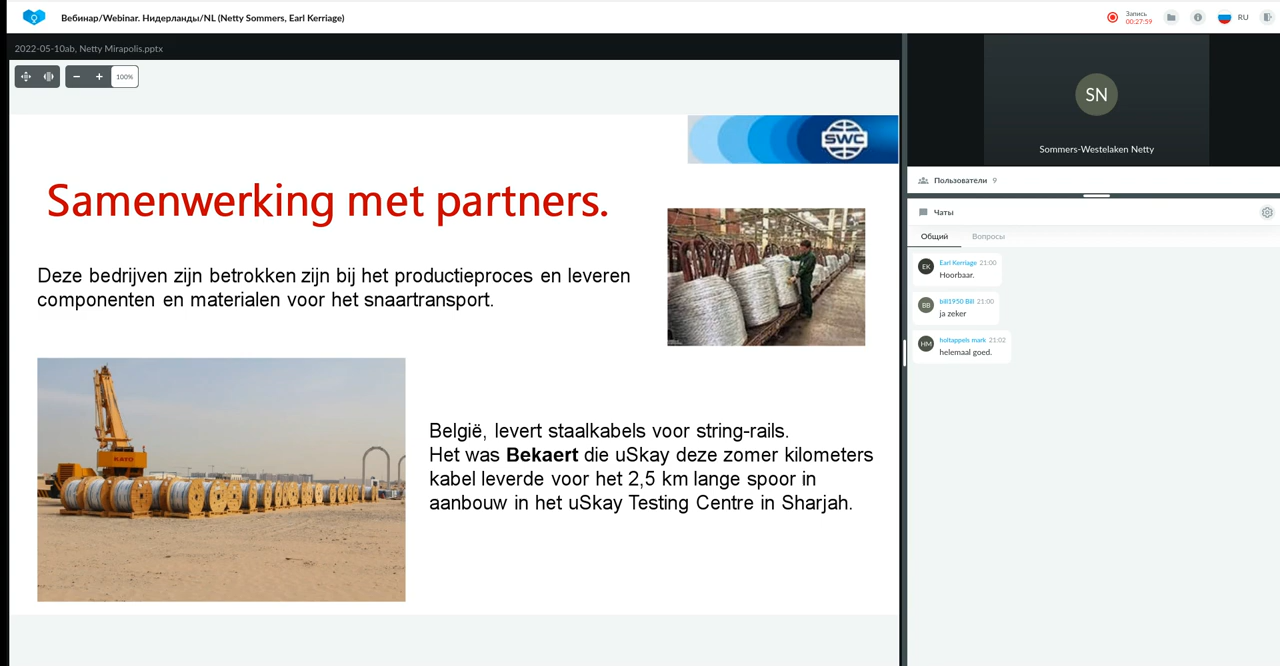 Вебинар/Webinar. Нидерланды/NL (Netty Sommers, Earl Kerriage)
Запись
00:27:59
RU
2022-05-10ab, Netty Mirapolis.pptx
100%
SWC
Samenwerking met partners.
Deze bedrijven zijn betrokken zijn bij het productieproces en leveren
componenten en materialen voor het snaartransport.
KATO
België, levert staalkabels voor string-rails.
Het was Bekaert die uSkay deze zomer kilometers
kabel leverde voor het 2,5 km lange spoor in
aanbouw in het uSkay Testing Centre in Sharjah.
SN
Sommers-Westelaken Netty
Пользователи 9
Чаты
Общий Вопросы
EK Earl Kerriage 21:00
Hoorbaar.
BB bill1950 Bill 21:00
ja zeker
HM holtappels mark 21:02
helemaal goed.